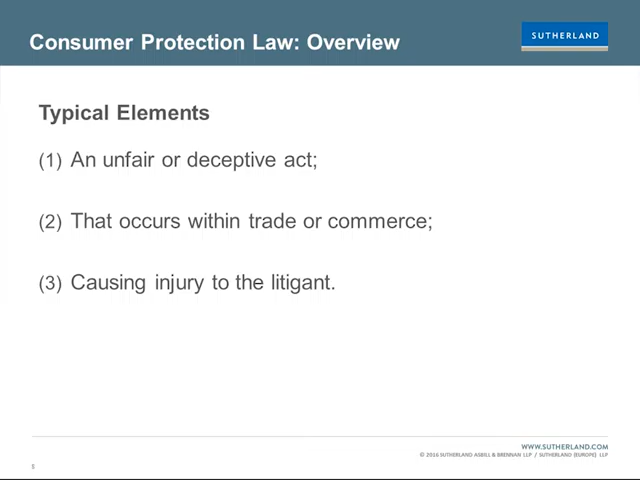 Consumer Protection Law: Overview
SUTHERLAND
Typical Elements
(1) An unfair or deceptive act;
(2) That occurs within trade or commerce;
(3) Causing injury to the litigant.
WWW.SUTHERLAND.COM
© 2016 SUTHERLAND ASBILL & BRENNAN LLP / SUTHERLAND (EUROPE) LLP